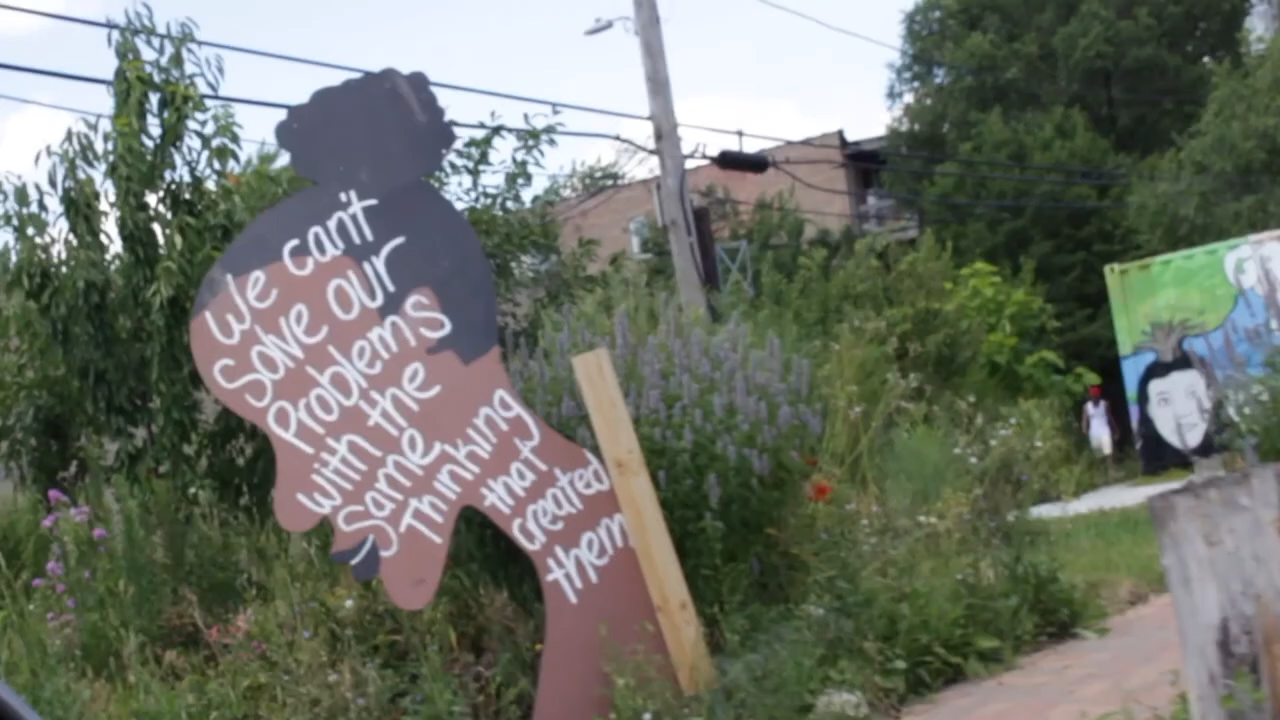 We can't
Solve our
Problems
with the
Same
Thinking
that
created
them